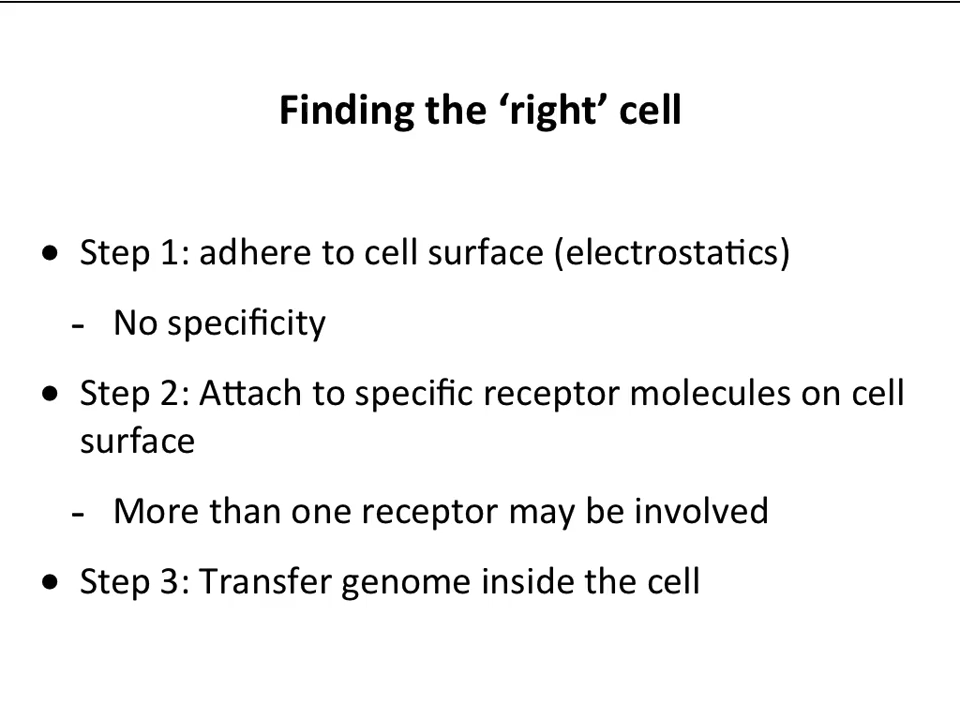 Finding the ‘right’ cell
• Step 1: adhere to cell surface (electrostatics)
- No specificity
• Step 2: Attach to specific receptor molecules on cell
surface
- More than one receptor may be involved
• Step 3: Transfer genome inside the cell